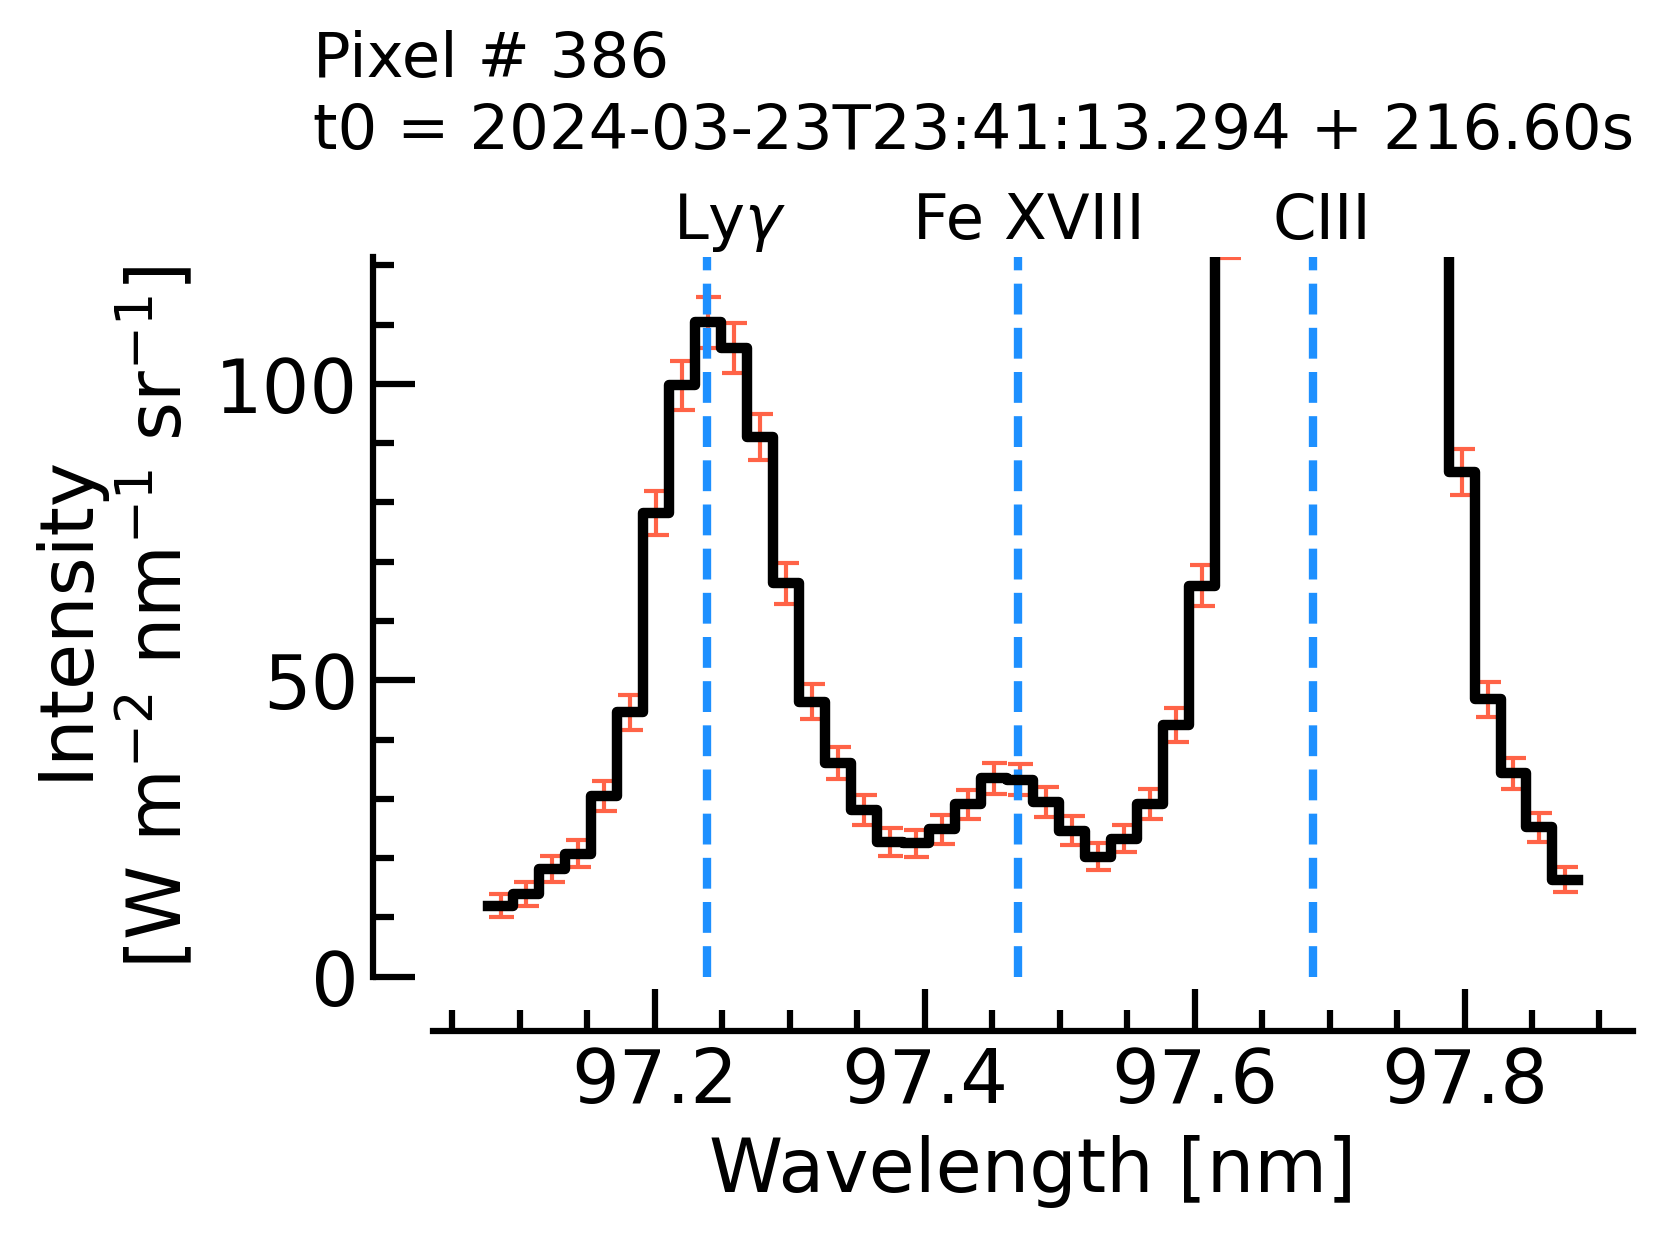 Pixel # 386
t0 = 2024-03-23T23:41:13.294 + 216.60s
Lyγ Fe XVIII CIII
Intensity
[W m⁻² nm⁻¹ sr⁻¹]
100
50
0
97.2 97.4 97.6 97.8
Wavelength [nm]